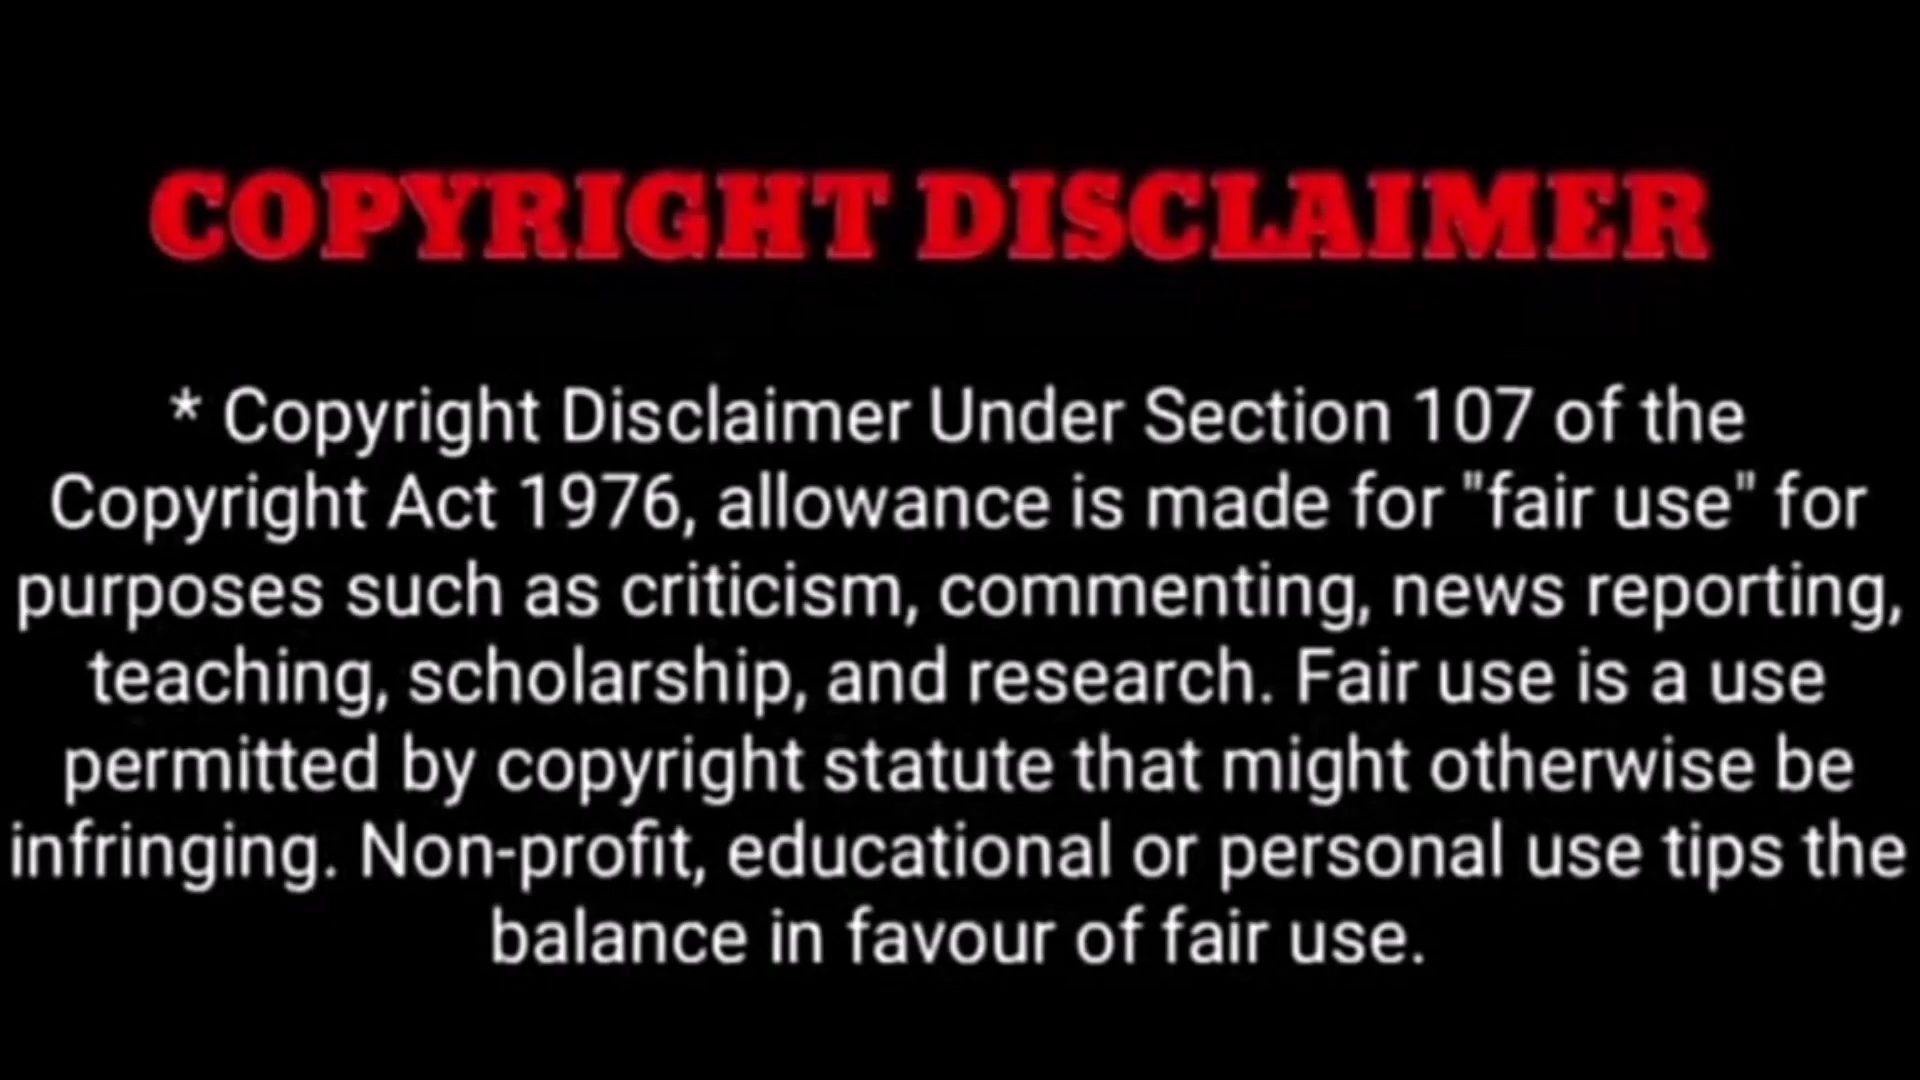 COPYRIGHT DISCLAIMER
* Copyright Disclaimer Under Section 107 of the
Copyright Act 1976, allowance is made for "fair use" for
purposes such as criticism, commenting, news reporting,
teaching, scholarship, and research. Fair use is a use
permitted by copyright statute that might otherwise be
infringing. Non-profit, educational or personal use tips the
balance in favour of fair use.